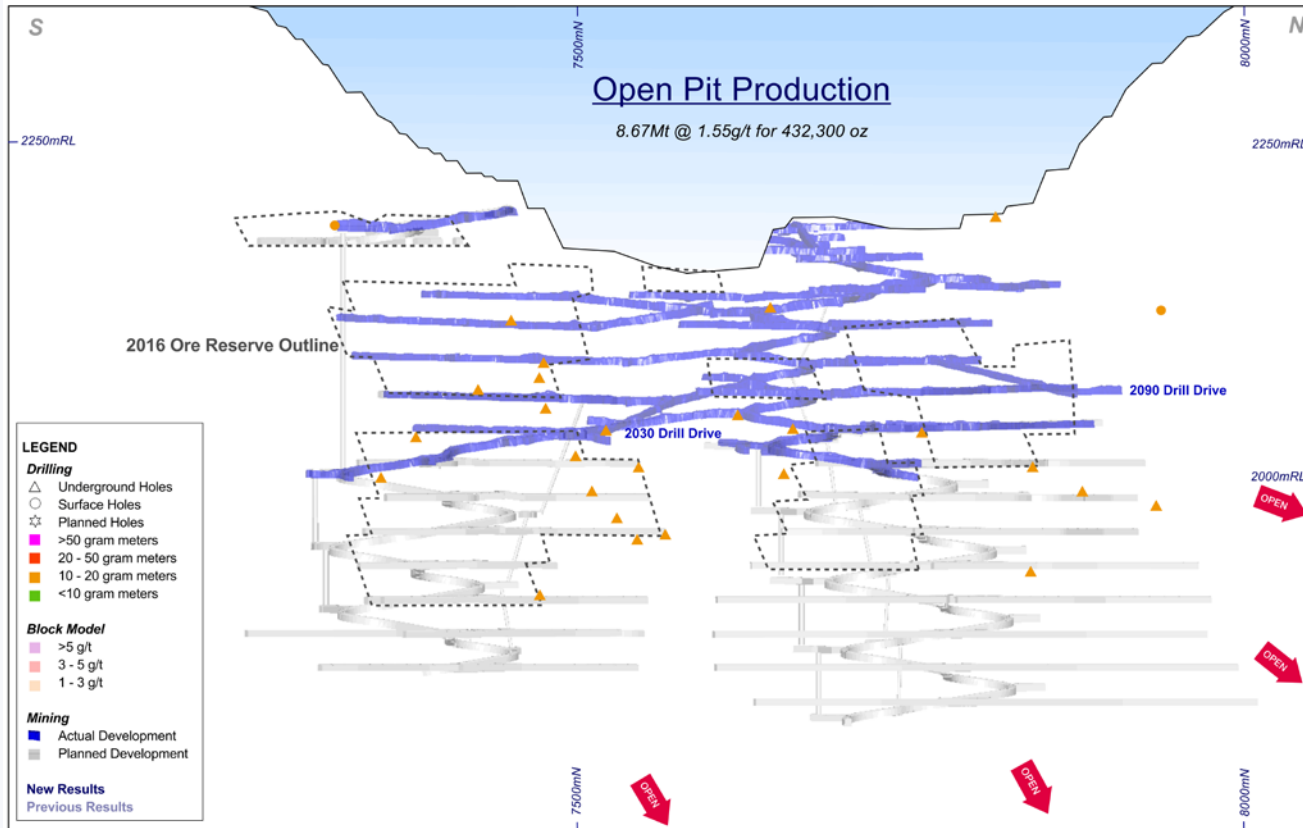 S
7500mN
8000mN
N
Open Pit Production
8.67Mt @ 1.55g/t for 432,300 oz
2250mRL
2250mRL
2016 Ore Reserve Outline
2090 Drill Drive
2030 Drill Drive
2000mRL
OPEN
OPEN
OPEN
OPEN
7500mN
8000mN
LEGEND
Drilling
Underground Holes
Surface Holes
Planned Holes
>50 gram meters
20 - 50 gram meters
10 - 20 gram meters
<10 gram meters
Block Model
>5 g/t
3 - 5 g/t
1 - 3 g/t
Mining
Actual Development
Planned Development
New Results
Previous Results